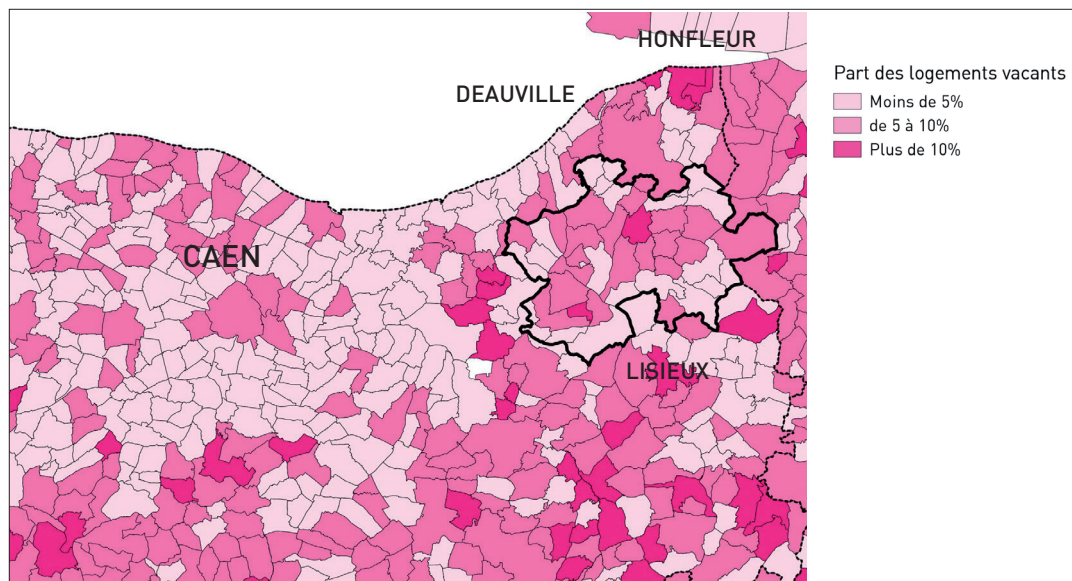 HONFLEUR
DEAUVILLE
CAEN
LISIEUX
Part des logements vacants
Moins de 5%
de 5 à 10%
Plus de 10%